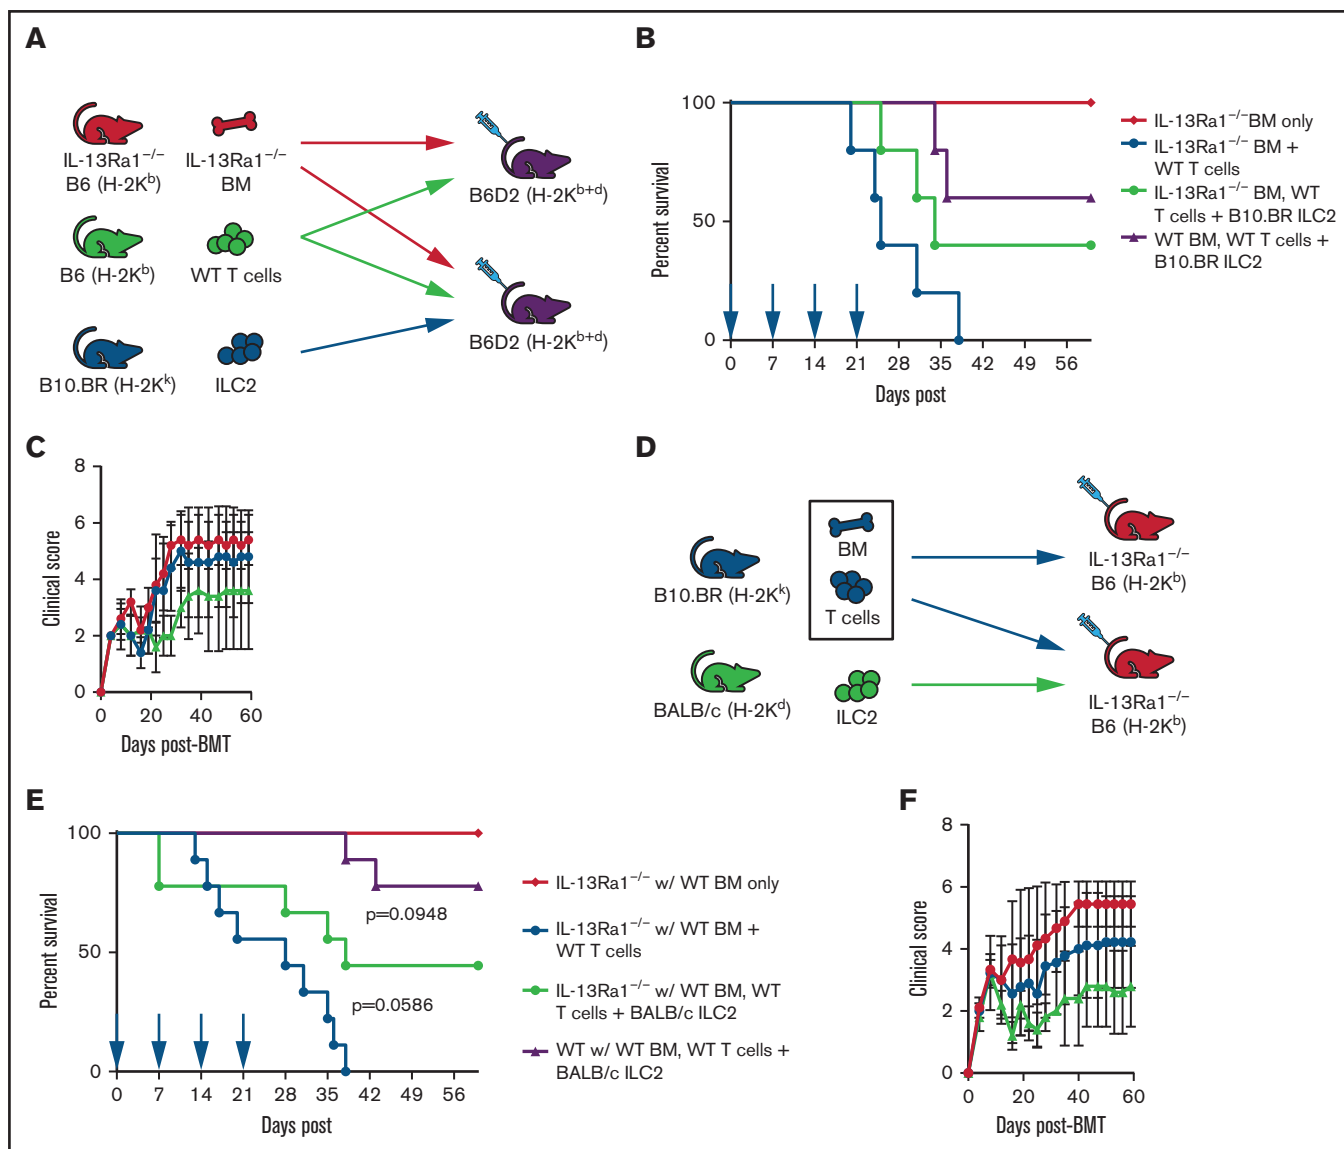 A
IL-13Ra1⁻/⁻
B6 (H-2Kᵇ)
IL-13Ra1⁻/⁻
BM
B6 (H-2Kᵇ)
WT T cells
B10.BR (H-2Kᵏ)
ILC2
B6D2 (H-2Kᵇ⁺ᵈ)
B6D2 (H-2Kᵇ⁺ᵈ)
B
Percent survival
100
50
0
0 7 14 21 28 35 42 49 56
Days post
IL-13Ra1⁻/⁻BM only
IL-13Ra1⁻/⁻ BM +
WT T cells
IL-13Ra1⁻/⁻ BM, WT
T cells + B10.BR ILC2
WT BM, WT T cells +
B10.BR ILC2
C
Clinical score
8
6
4
2
0
0 20 40 60
Days post-BMT
D
B10.BR (H-2Kᵏ)
BM
T cells
BALB/c (H-2Kᵈ)
ILC2
IL-13Ra1⁻/⁻
B6 (H-2Kᵇ)
IL-13Ra1⁻/⁻
B6 (H-2Kᵇ)
E
Percent survival
100
50
0
p=0.0948
p=0.0586
0 7 14 21 28 35 42 49 56
Days post
IL-13Ra1⁻/⁻ w/ WT BM only
IL-13Ra1⁻/⁻ w/ WT BM +
WT T cells
IL-13Ra1⁻/⁻ w/ WT BM, WT
T cells + BALB/c ILC2
WT w/ WT BM, WT T cells +
BALB/c ILC2
F
Clinical score
8
6
4
2
0
0 20 40 60
Days post-BMT